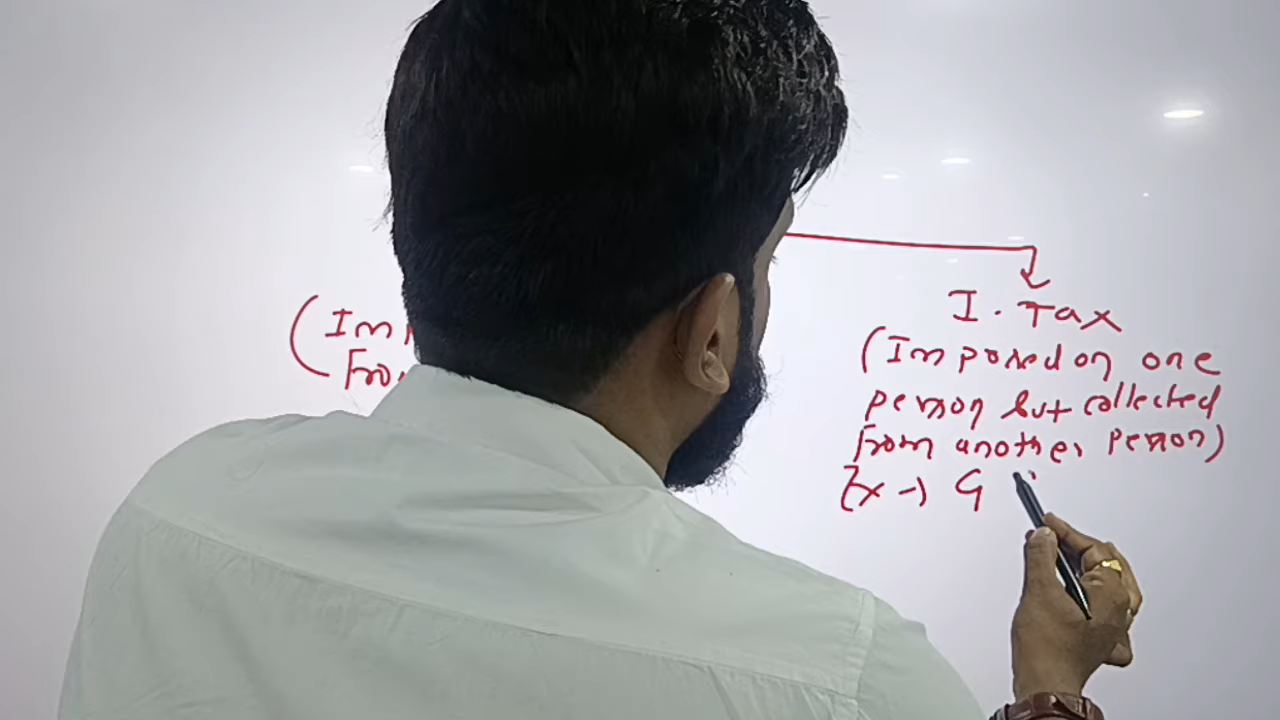 I. Tax
(Imposed on one
person but collected
from another person)
Ex → G
(Im
Fro